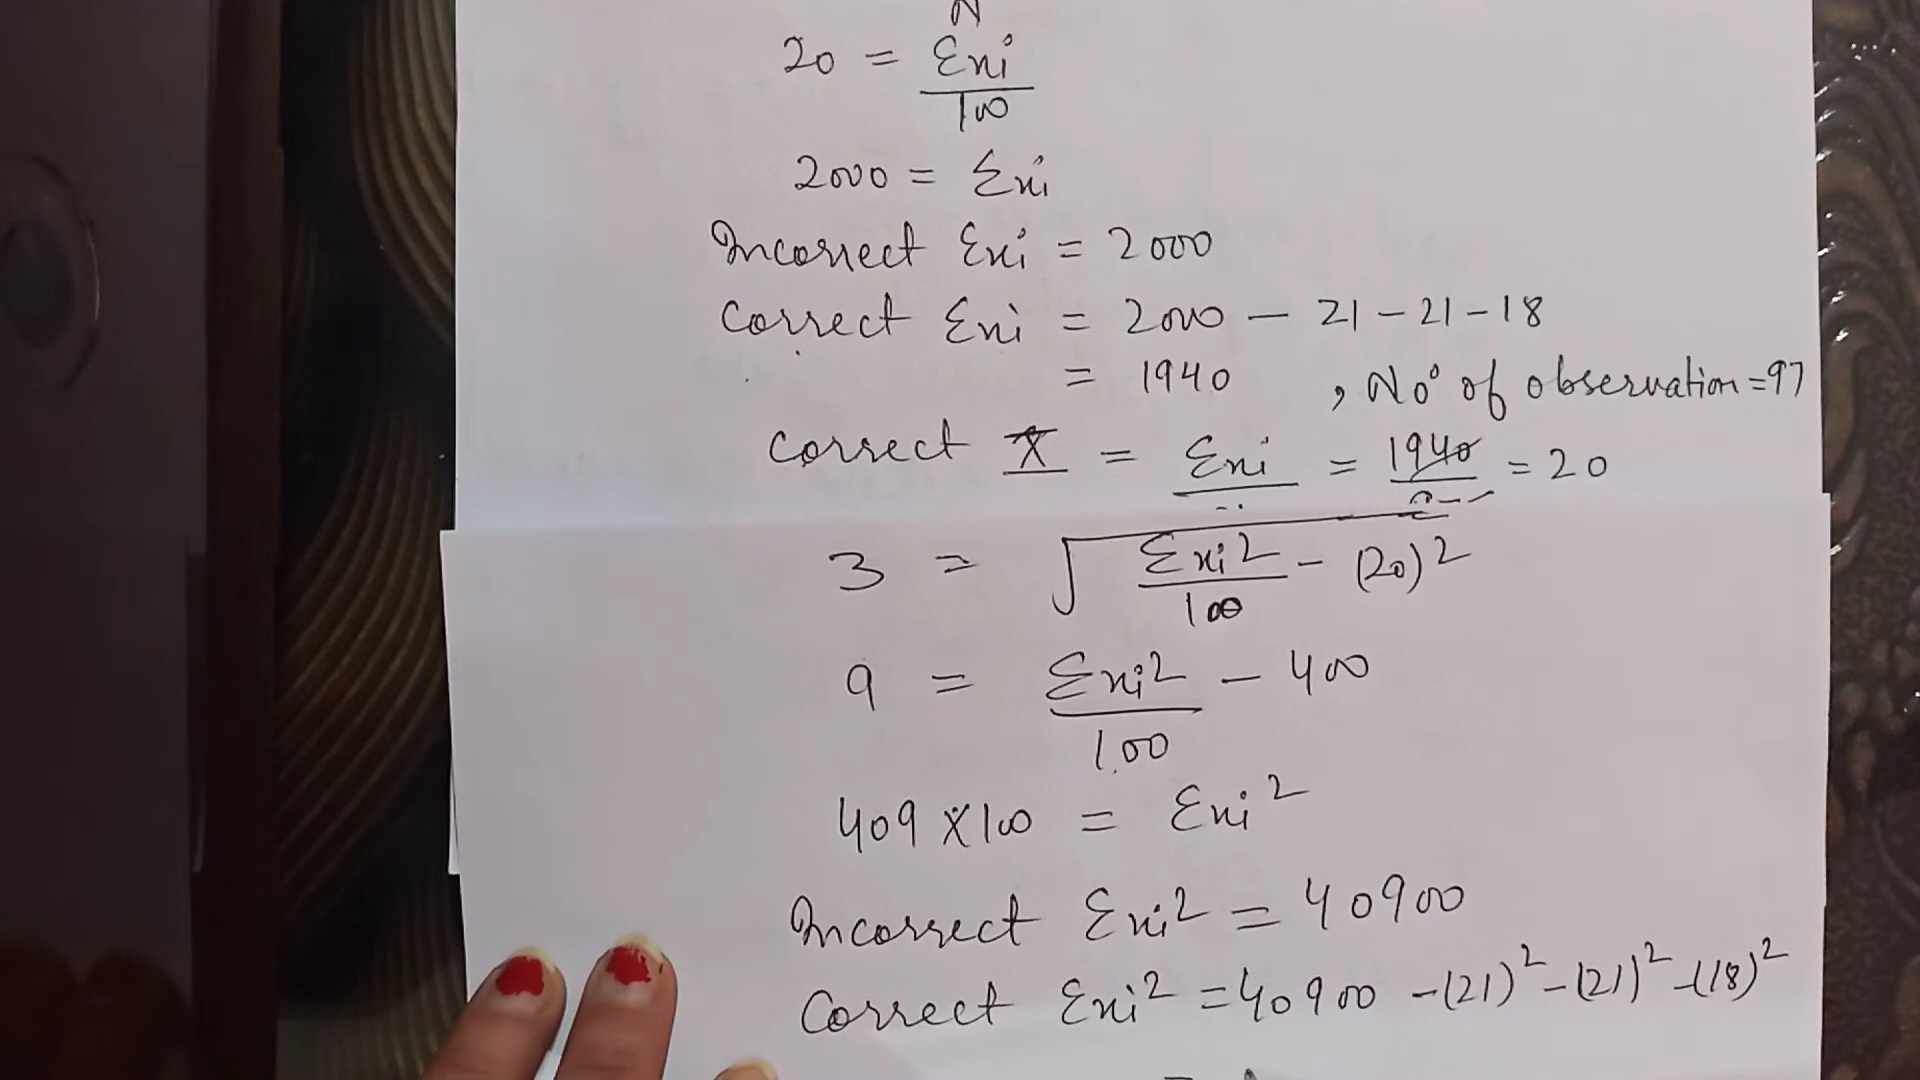 N
20 = Σxi
100
2000 = Σxi
Incorrect Σxi = 2000
Correct Σxi = 2000 - 21 - 21 - 18
= 1940 , No of observation = 97
Correct X̄ = Σxi = 1940 = 20
3 = √ Σxi² - (20)²
100
9 = Σxi² - 400
100
409 X 100 = Σxi²
Incorrect Σxi² = 40900
Correct Σxi² = 40900 - (21)² - (21)² - (18)²